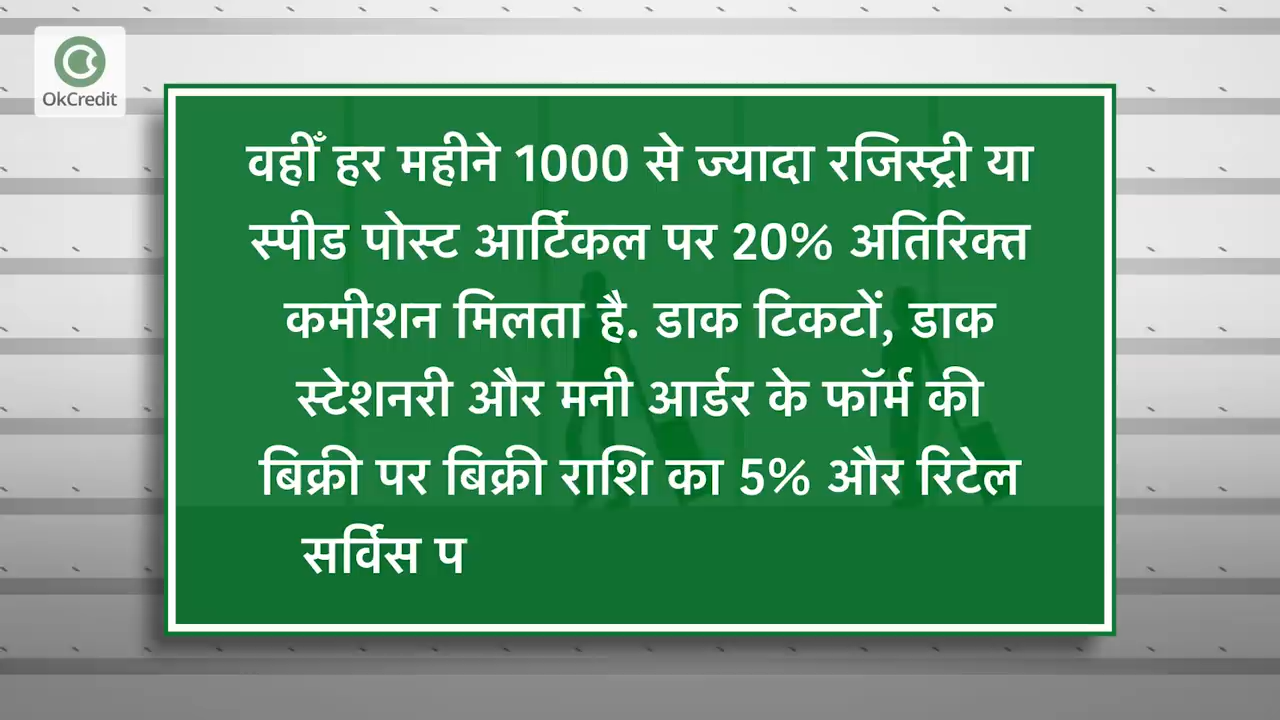 OkCredit
वहीँ हर महीने 1000 से ज्यादा रजिस्ट्री या
स्पीड पोस्ट आर्टिकल पर 20% अतिरिक्त
कमीशन मिलता है. डाक टिकटों, डाक
स्टेशनरी और मनी आर्डर के फॉर्म की
बिक्री पर बिक्री राशि का 5% और रिटेल
सर्विस प